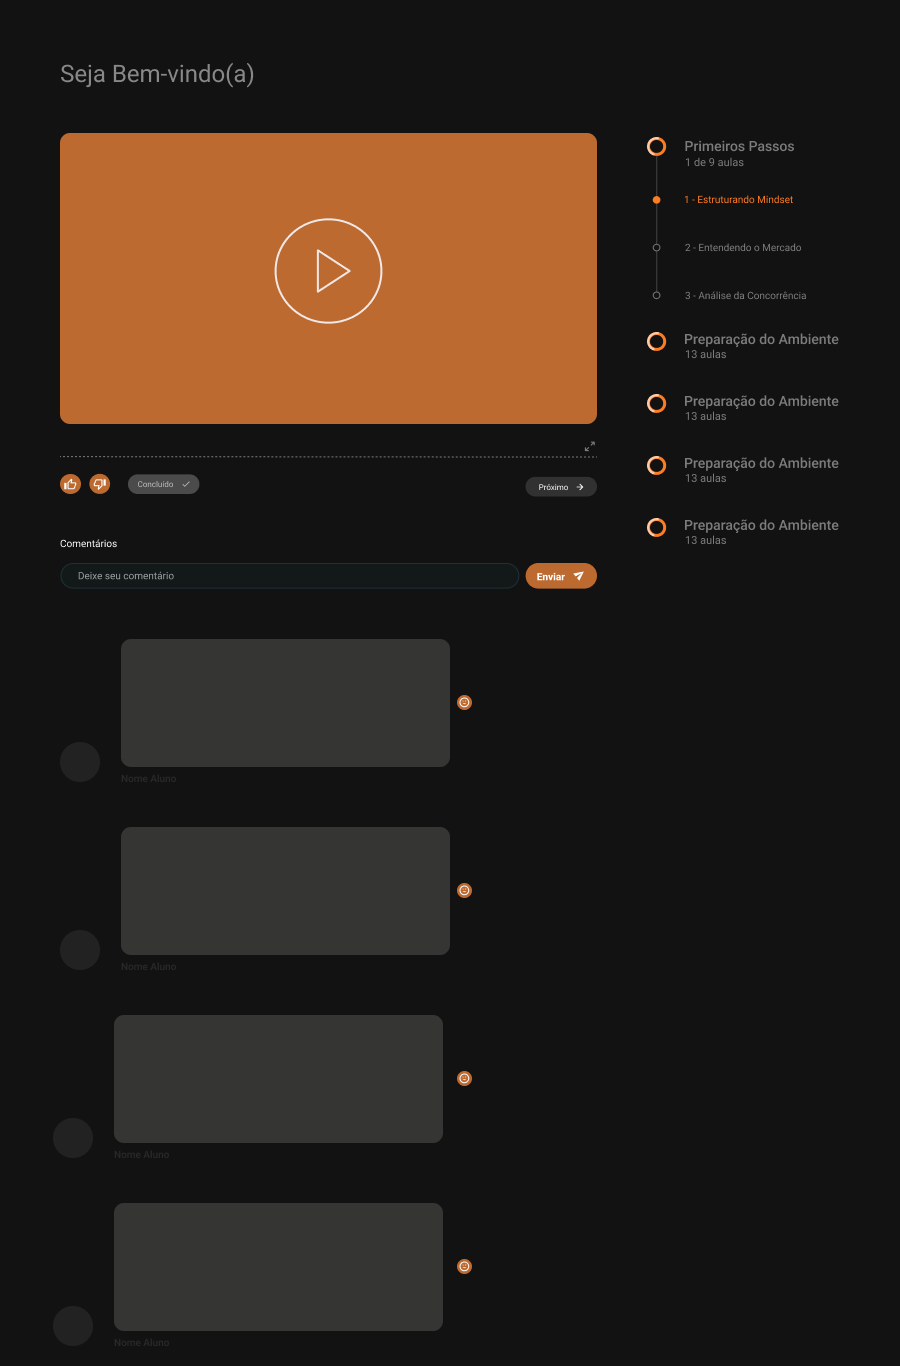 Seja Bem-vindo(a)
Primeiros Passos
1 de 9 aulas
1 - Estruturando Mindset
2 - Entendendo o Mercado
3 - Análise da Concorrência
Preparação do Ambiente
13 aulas
Preparação do Ambiente
13 aulas
Preparação do Ambiente
13 aulas
Preparação do Ambiente
13 aulas
Concluído
Próximo
Comentários
Deixe seu comentário
Enviar
Nome Aluno
Nome Aluno
Nome Aluno
Nome Aluno